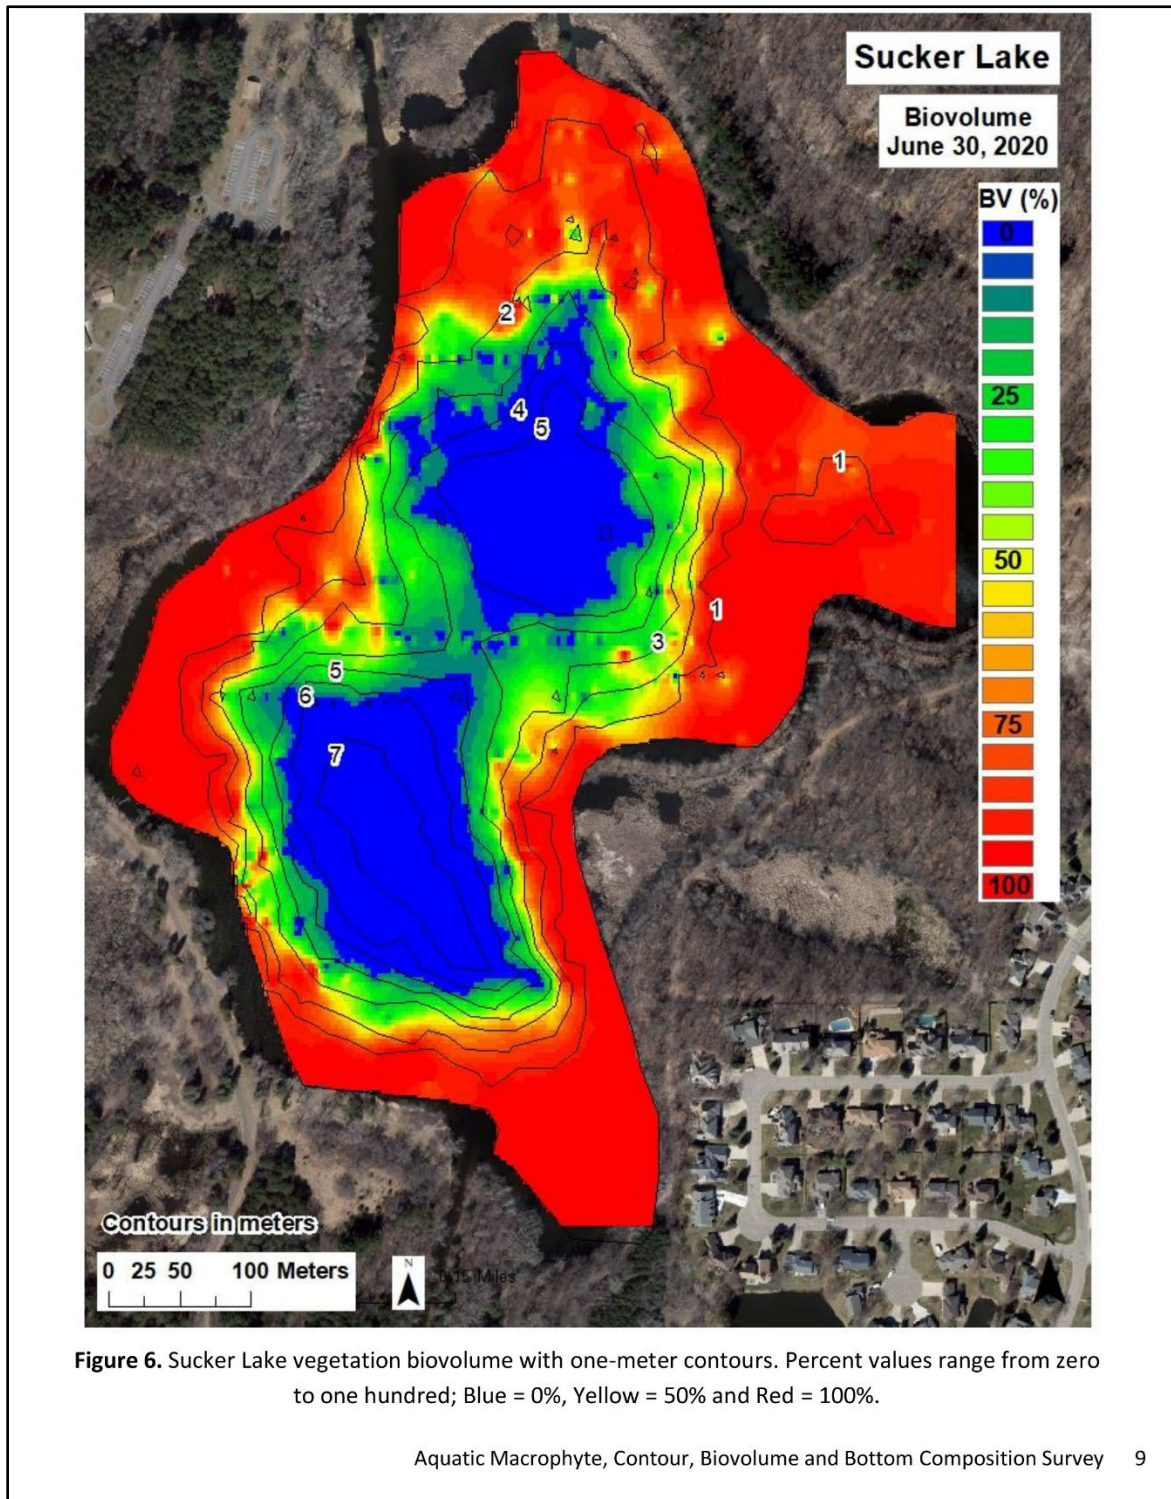 Sucker Lake
Biovolume
June 30, 2020
BV (%)
0
25
50
75
100
2
4
5
1
1
3
5
6
7
Contours in meters
0 25 50 100 Meters
N
0.15 Miles
N
Figure 6. Sucker Lake vegetation biovolume with one-meter contours. Percent values range from zero
to one hundred; Blue = 0%, Yellow = 50% and Red = 100%.
Aquatic Macrophyte, Contour, Biovolume and Bottom Composition Survey 9